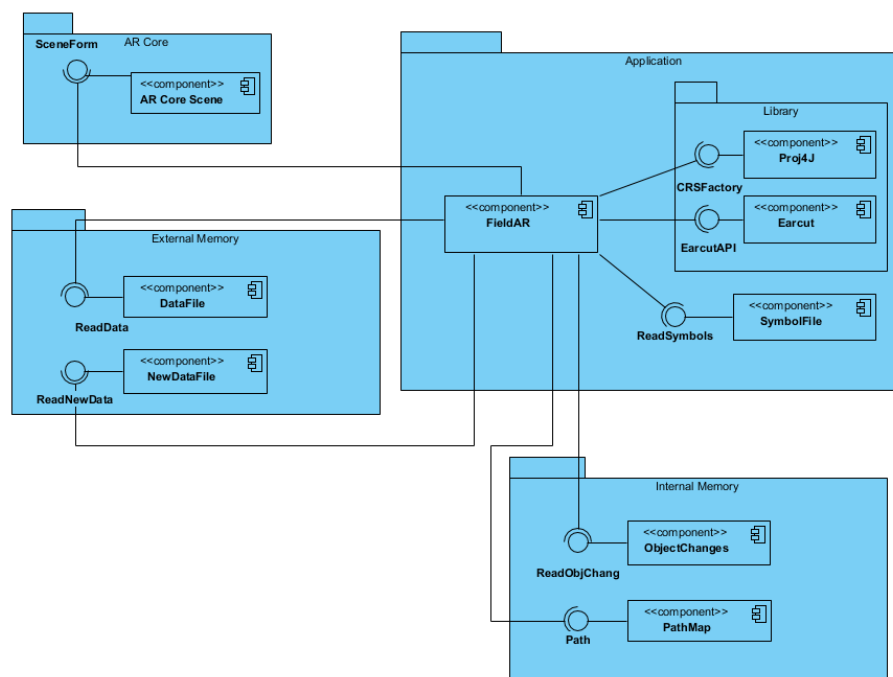 AR Core
SceneForm
<<component>>
AR Core Scene
Application
Library
<<component>>
Proj4J
CRSFactory
<<component>>
FieldAR
<<component>>
Earcut
EarcutAPI
<<component>>
SymbolFile
ReadSymbols
External Memory
<<component>>
DataFile
ReadData
<<component>>
NewDataFile
ReadNewData
Internal Memory
<<component>>
ObjectChanges
ReadObjChang
<<component>>
PathMap
Path